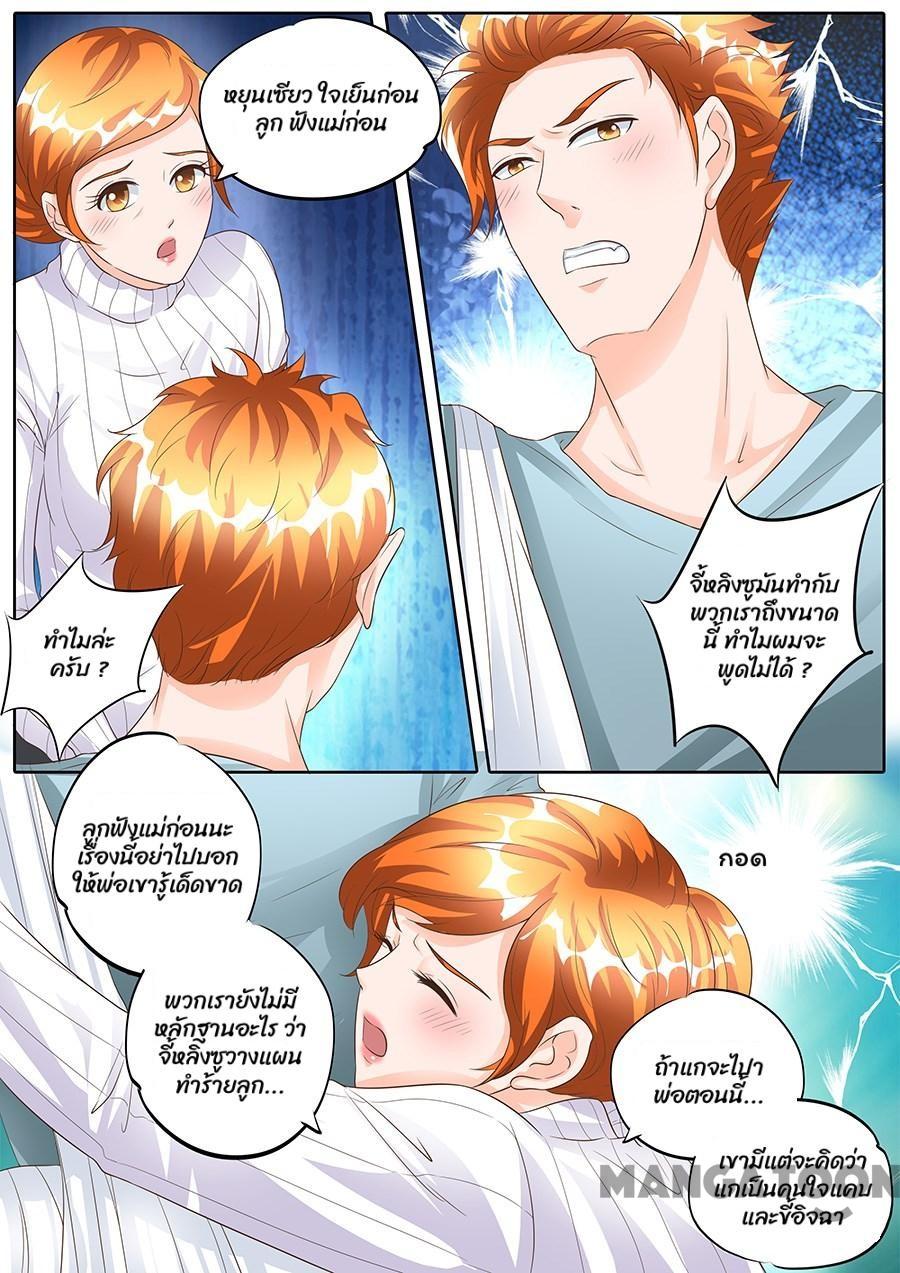 หยุนเซียว ใจเย็นก่อน
ลูก ฟังแม่ก่อน
ทำไมล่ะ
ครับ ?
จี้หลิงซูมันทำกับ
พวกเราถึงขนาด
นี้ ทำไมผมจะ
พูดไม่ได้ ?
ลูกฟังแม่ก่อนนะ
เรื่องนี้อย่าไปบอก
ให้พ่อเขารู้เด็ดขาด
กอด
พวกเรายังไม่มี
หลักฐานอะไร ว่า
จี้หลิงซูวางแผน
ทำร้ายลูก...
ถ้าแกจะไปา
พ่อตอนนี้...
เขามีแต่จะคิดว่า
แกเป็นคนใจแคบ
และขี้อิจฉา
MANGATOON